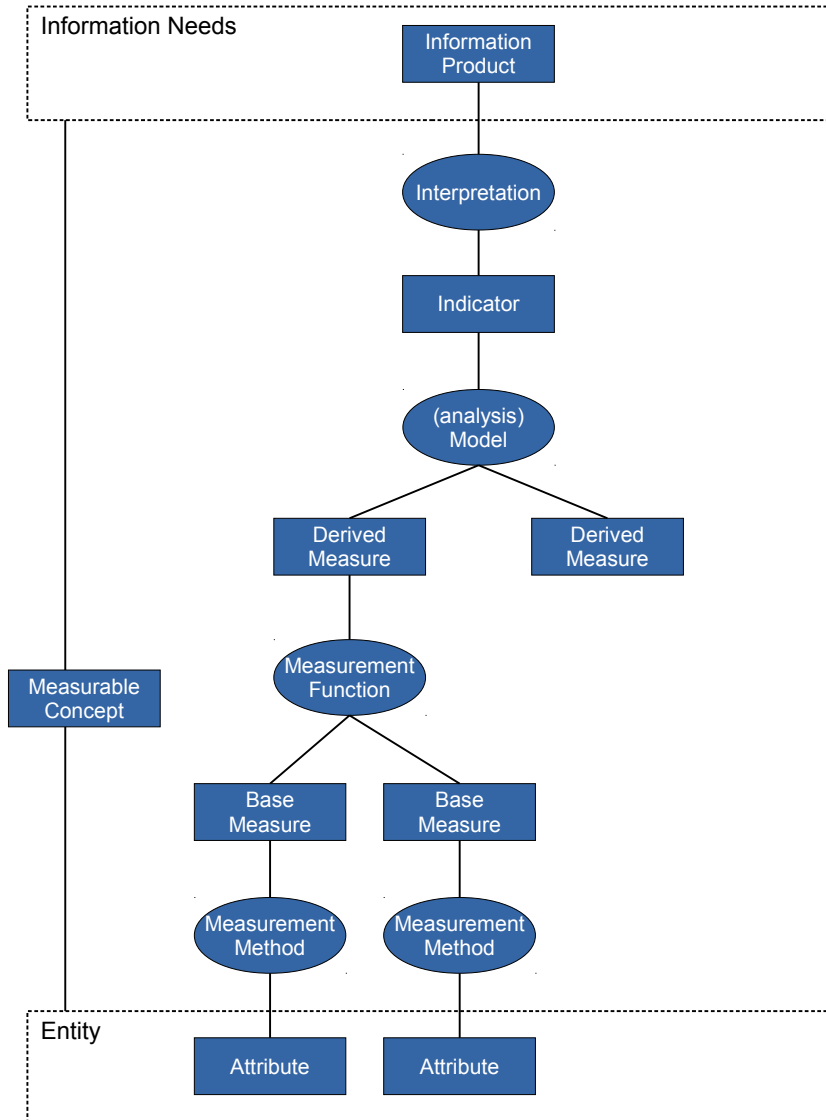 Information Needs
Information
Product
Interpretation
Indicator
(analysis)
Model
Derived
Measure
Derived
Measure
Measurement
Function
Measurable
Concept
Base
Measure
Base
Measure
Measurement
Method
Measurement
Method
Entity
Attribute
Attribute